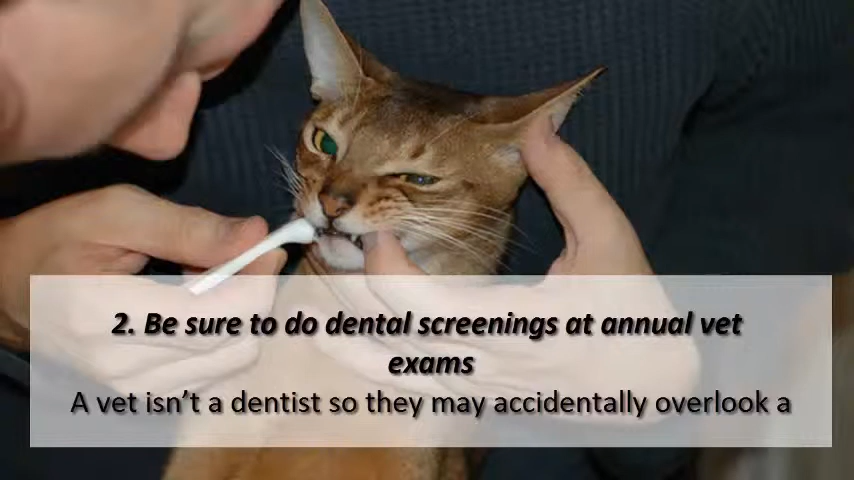 2. Be sure to do dental screenings at annual vet
exams
A vet isn’t a dentist so they may accidentally overlook a